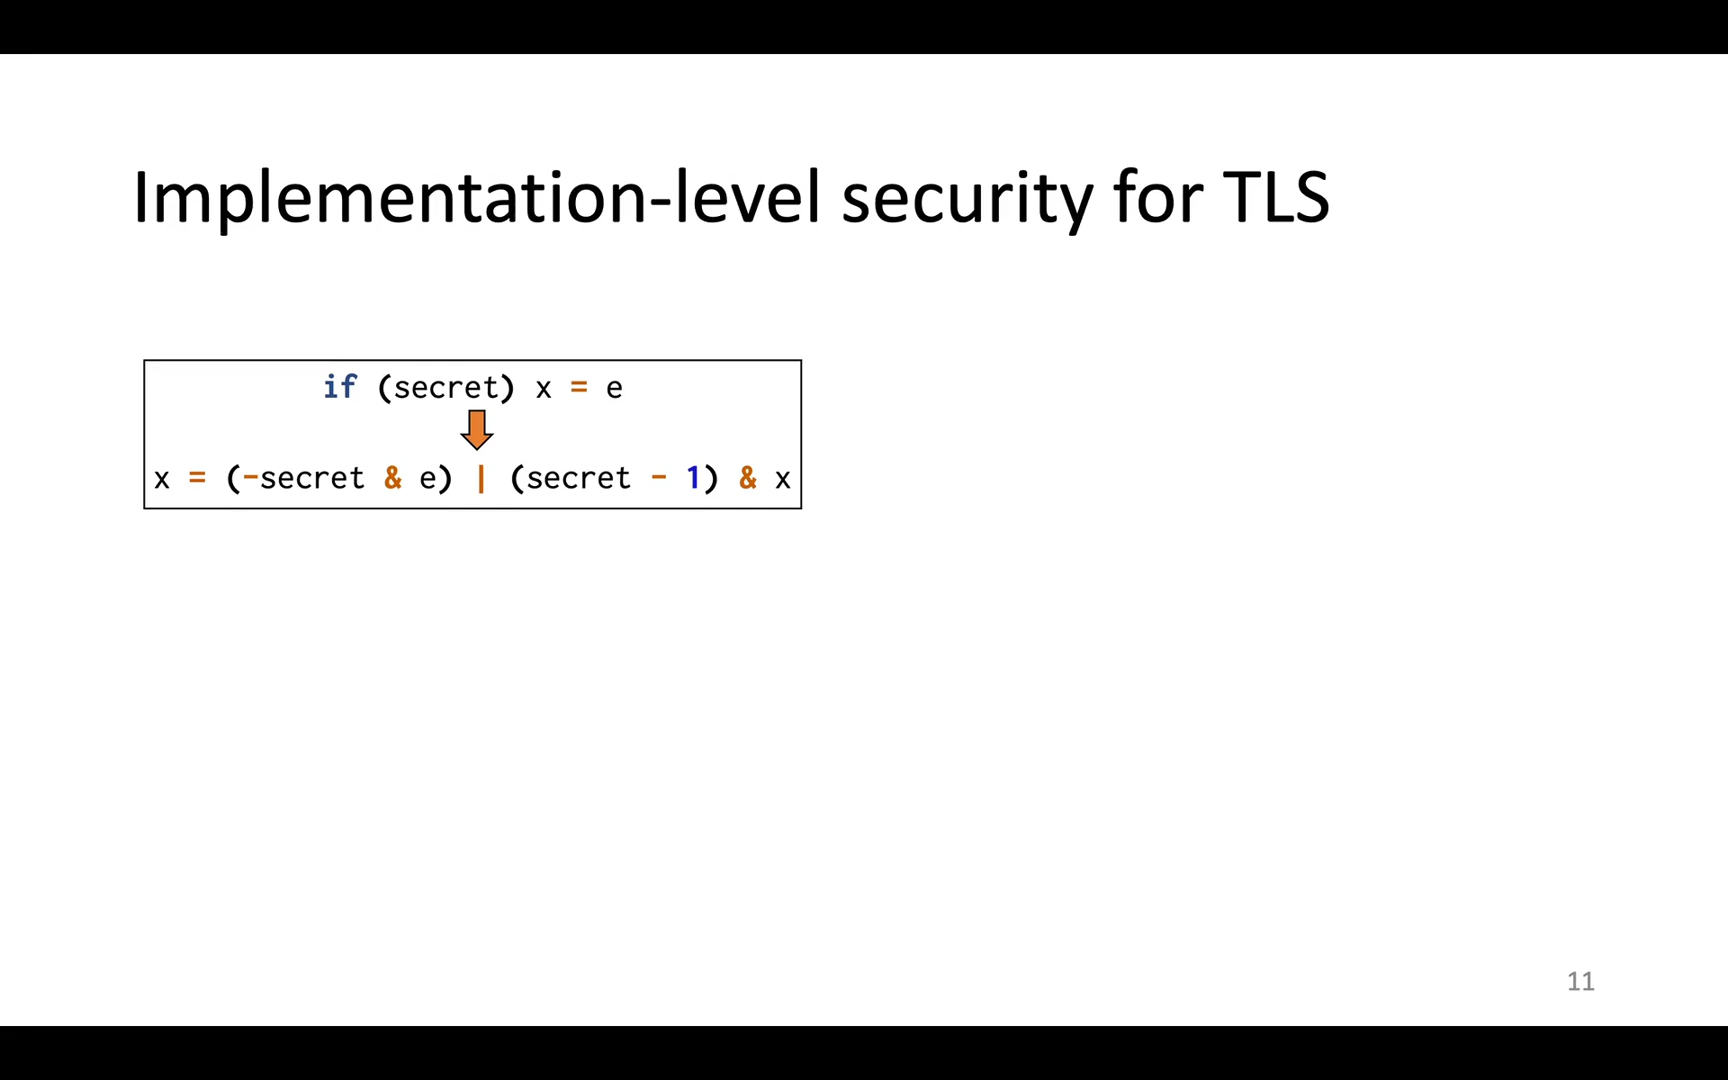 Implementation-level security for TLS
if (secret) x = e
x = (-secret & e) | (secret - 1) & x
11